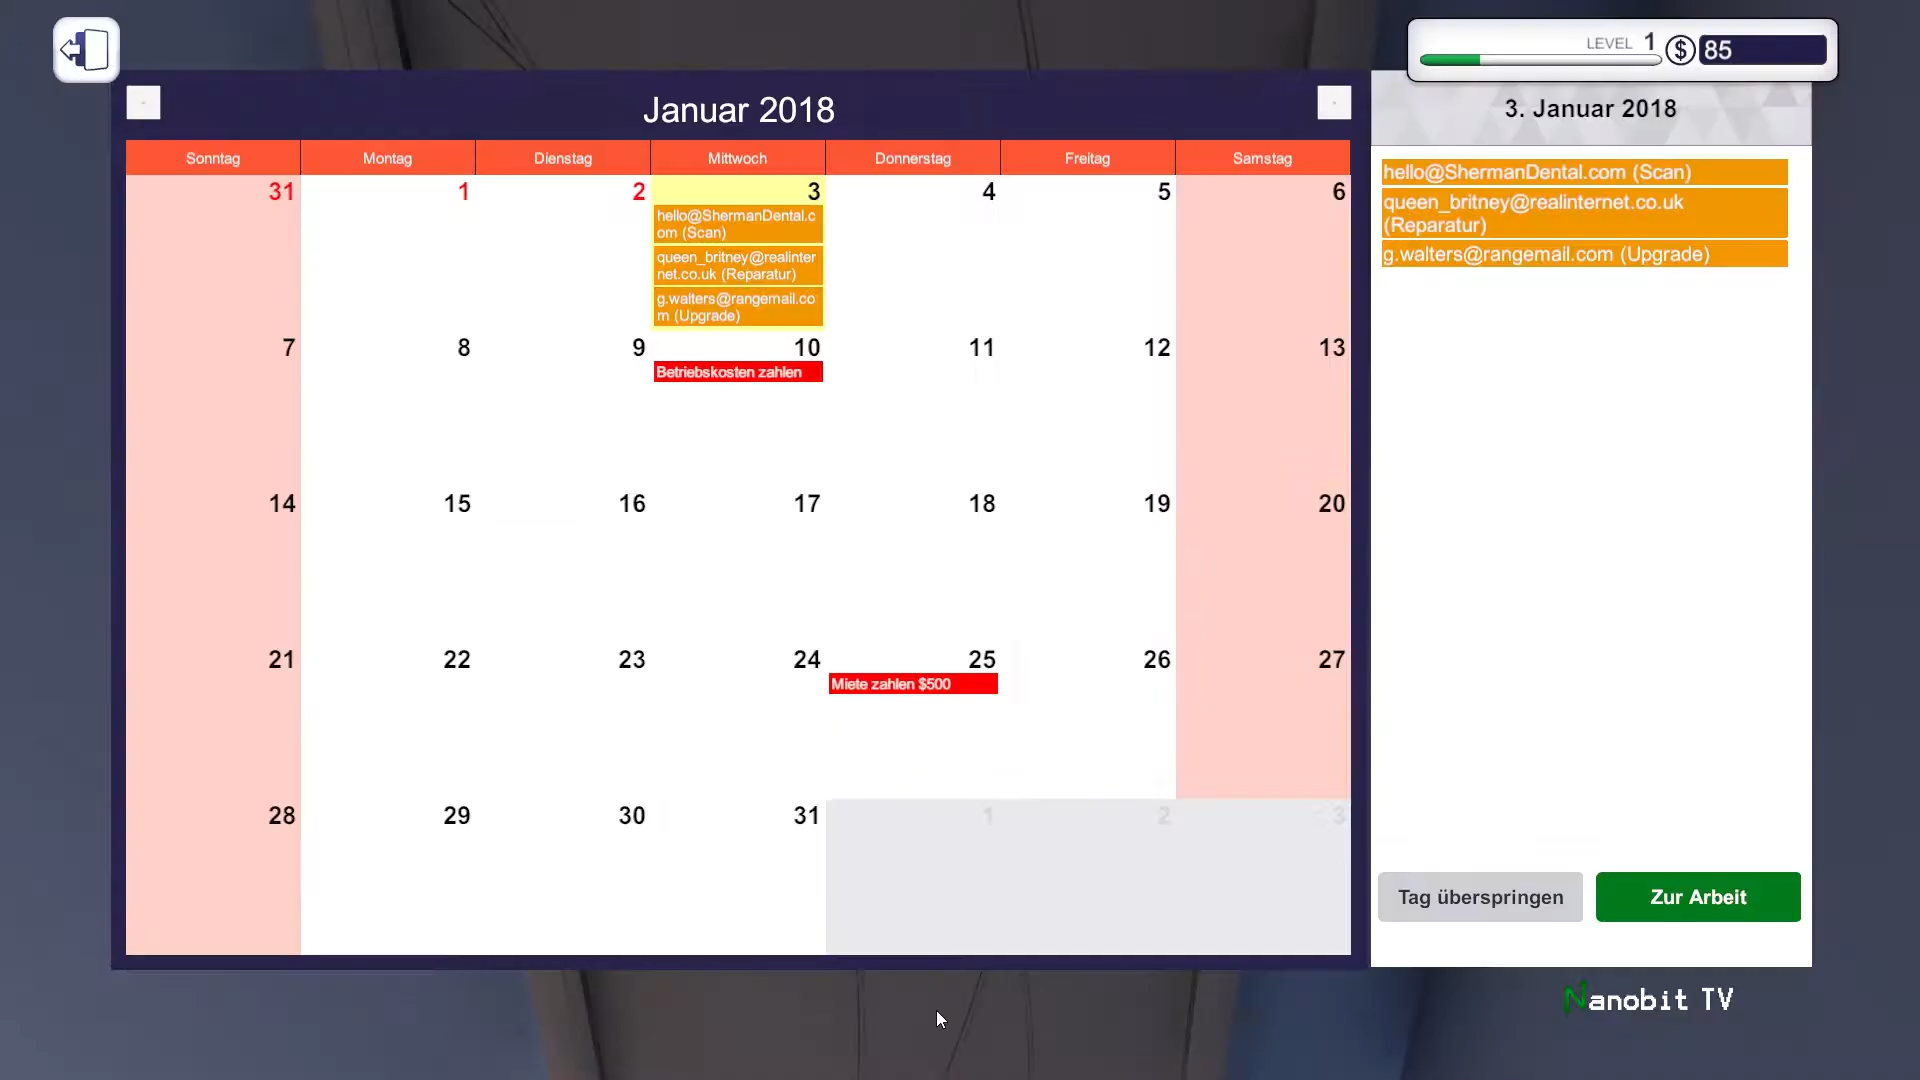 LEVEL 1 $ 85
Januar 2018
3. Januar 2018
Sonntag Montag Dienstag Mittwoch Donnerstag Freitag Samstag
31 1 2 3 4 5 6
hello@ShermanDental.c
om (Scan)
queen_britney@realinter
net.co.uk (Reparatur)
g.walters@rangemail.co
m (Upgrade)
7 8 9 10 11 12 13
Betriebskosten zahlen
14 15 16 17 18 19 20
21 22 23 24 25 26 27
Miete zahlen $500
28 29 30 31 1 2 3
hello@ShermanDental.com (Scan)
queen_britney@realinternet.co.uk
(Reparatur)
g.walters@rangemail.com (Upgrade)
Tag überspringen
Zur Arbeit
Nanobit TV